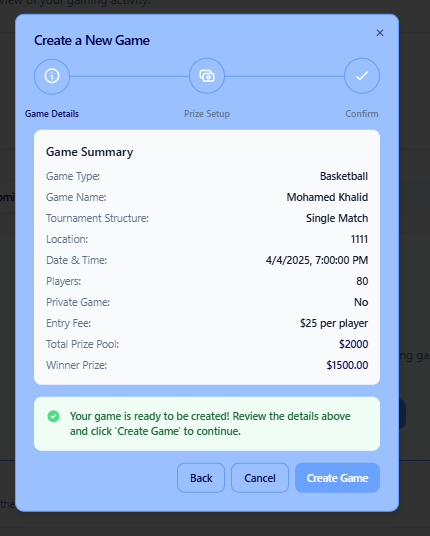 view of your gaming activity.
Create a New Game
×
Game Details
Prize Setup
Confirm
Game Summary
Game Type: Basketball
Game Name: Mohamed Khalid
Tournament Structure: Single Match
Location: 1111
Date & Time: 4/4/2025, 7:00:00 PM
Players: 80
Private Game: No
Entry Fee: $25 per player
Total Prize Pool: $2000
Winner Prize: $1500.00
Your game is ready to be created! Review the details above
and click 'Create Game' to continue.
Back
Cancel
Create Game